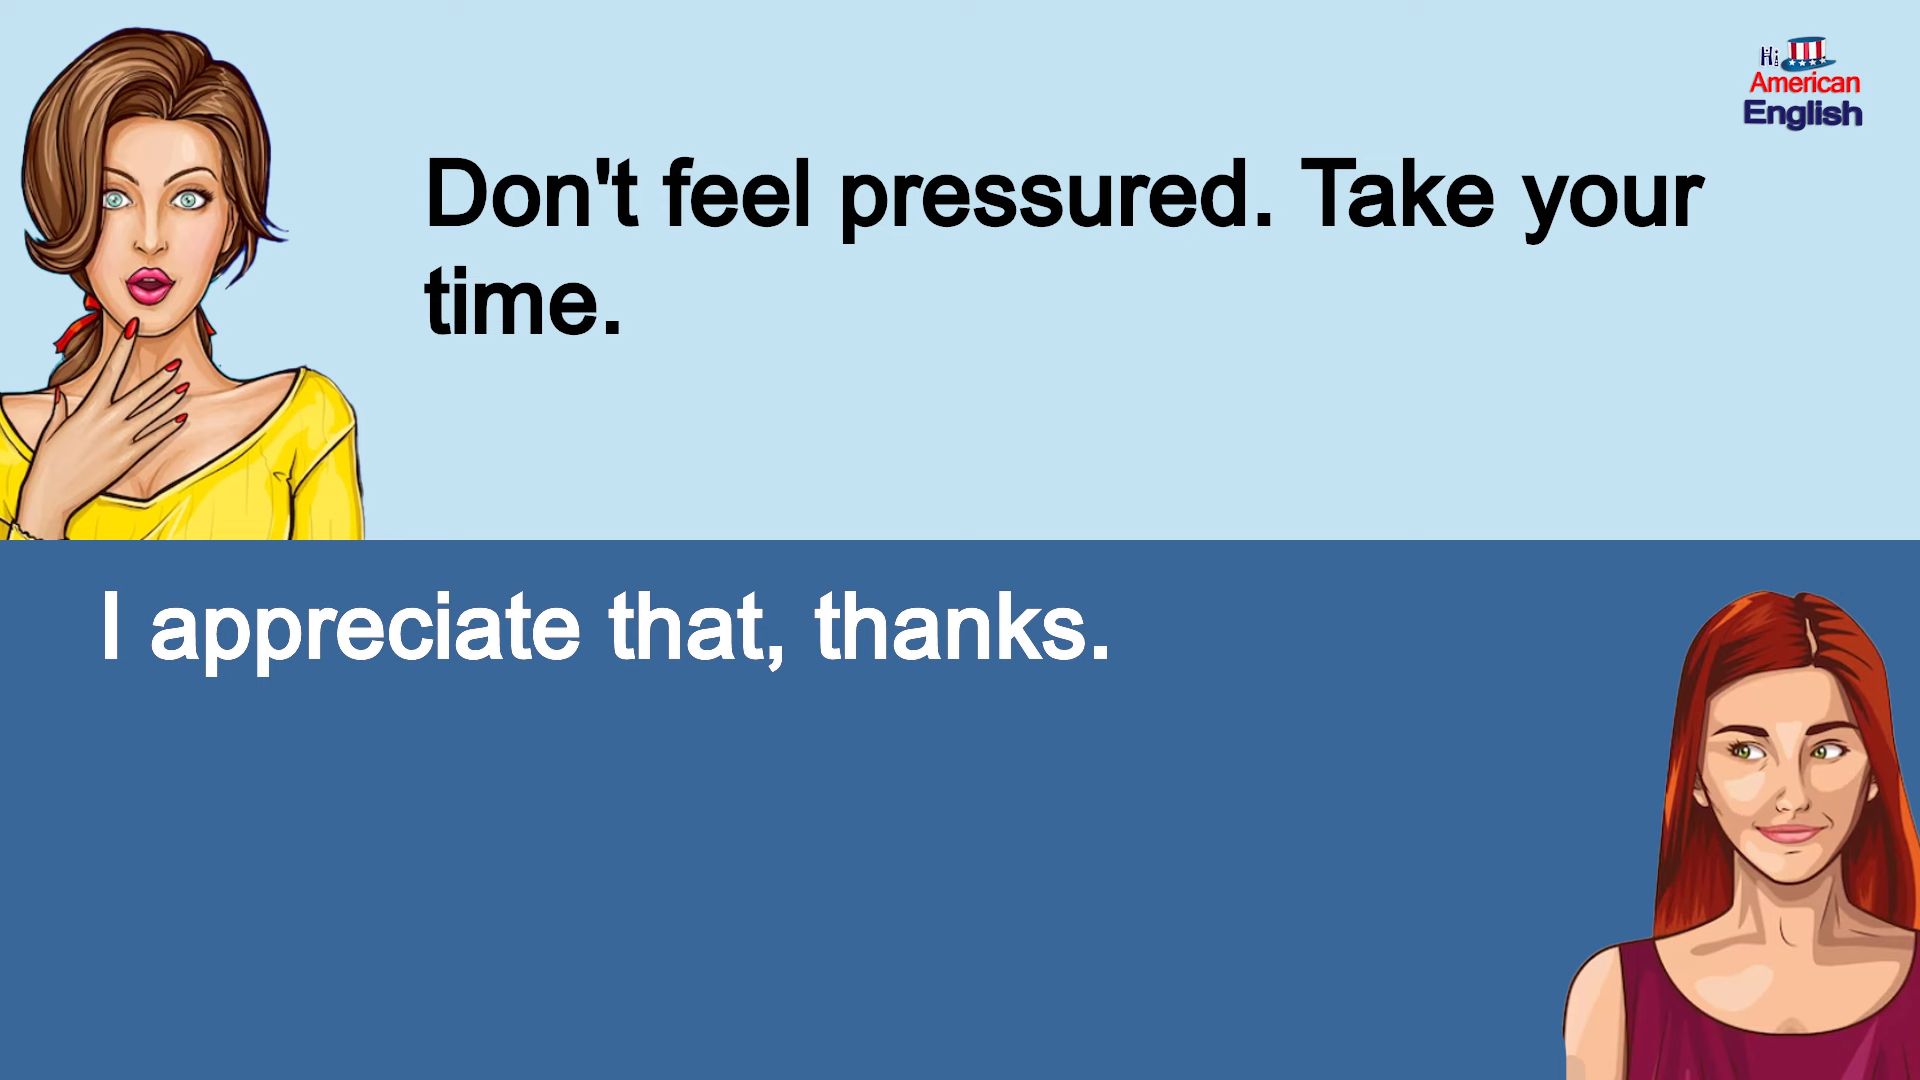 Hi
American
English
Don't feel pressured. Take your
time.
I appreciate that, thanks.